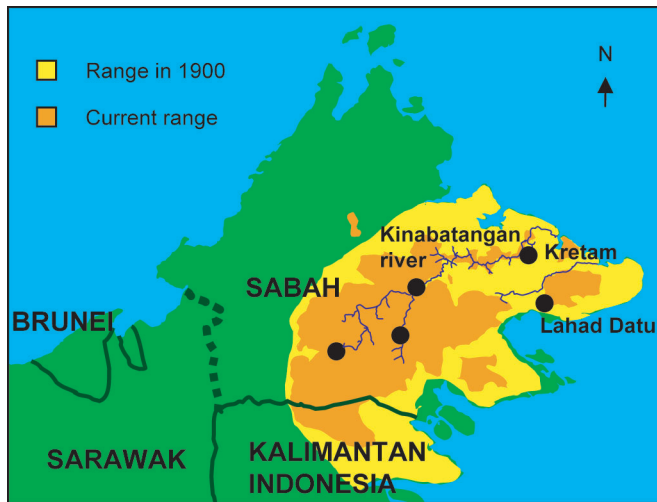 Range in 1900
Current range
N
Kinabatangan
river
Kretam
SABAH
Lahad Datu
BRUNEI
SARAWAK
KALIMANTAN
INDONESIA